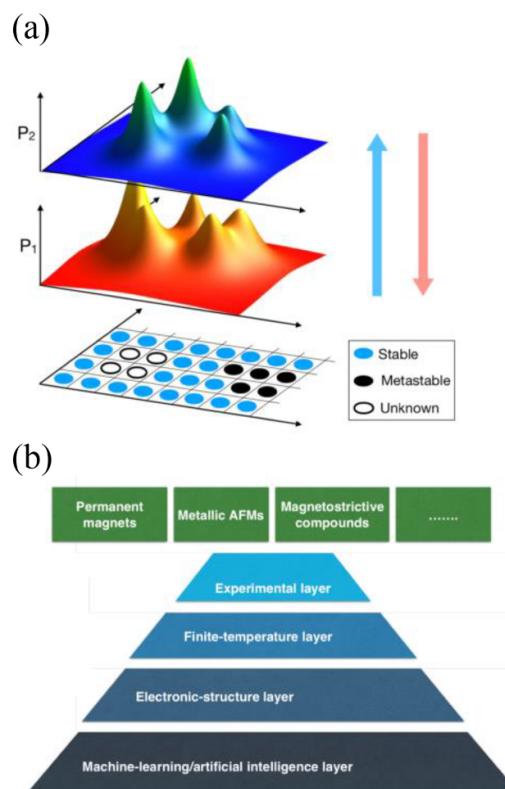 (a)
P2
P1
Stable
Metastable
Unknown
(b)
Permanent
magnets
Metallic AFMs
Magnetostrictive
compounds
.......
Experimental layer
Finite-temperature layer
Electronic-structure layer
Machine-learning/artificial intelligence layer